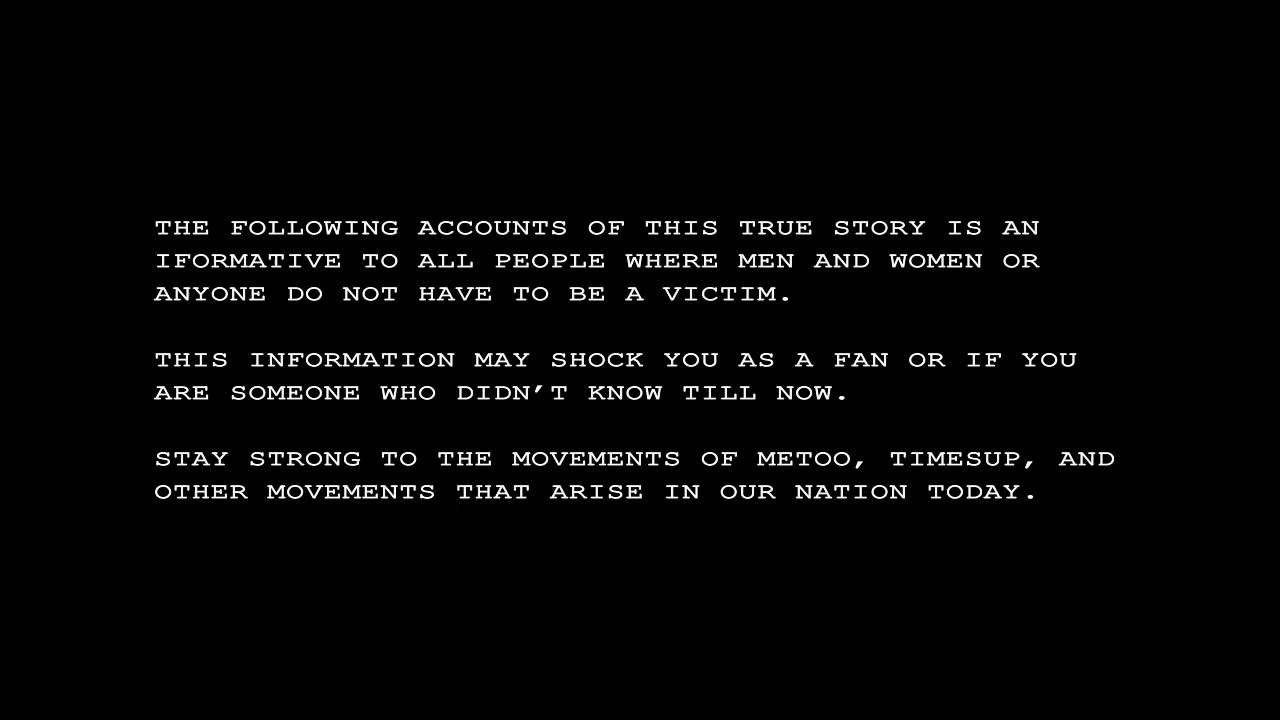 THE FOLLOWING ACCOUNTS OF THIS TRUE STORY IS AN
IFORMATIVE TO ALL PEOPLE WHERE MEN AND WOMEN OR
ANYONE DO NOT HAVE TO BE A VICTIM.
THIS INFORMATION MAY SHOCK YOU AS A FAN OR IF YOU
ARE SOMEONE WHO DIDN'T KNOW TILL NOW.
STAY STRONG TO THE MOVEMENTS OF METOO, TIMESUP, AND
OTHER MOVEMENTS THAT ARISE IN OUR NATION TODAY.